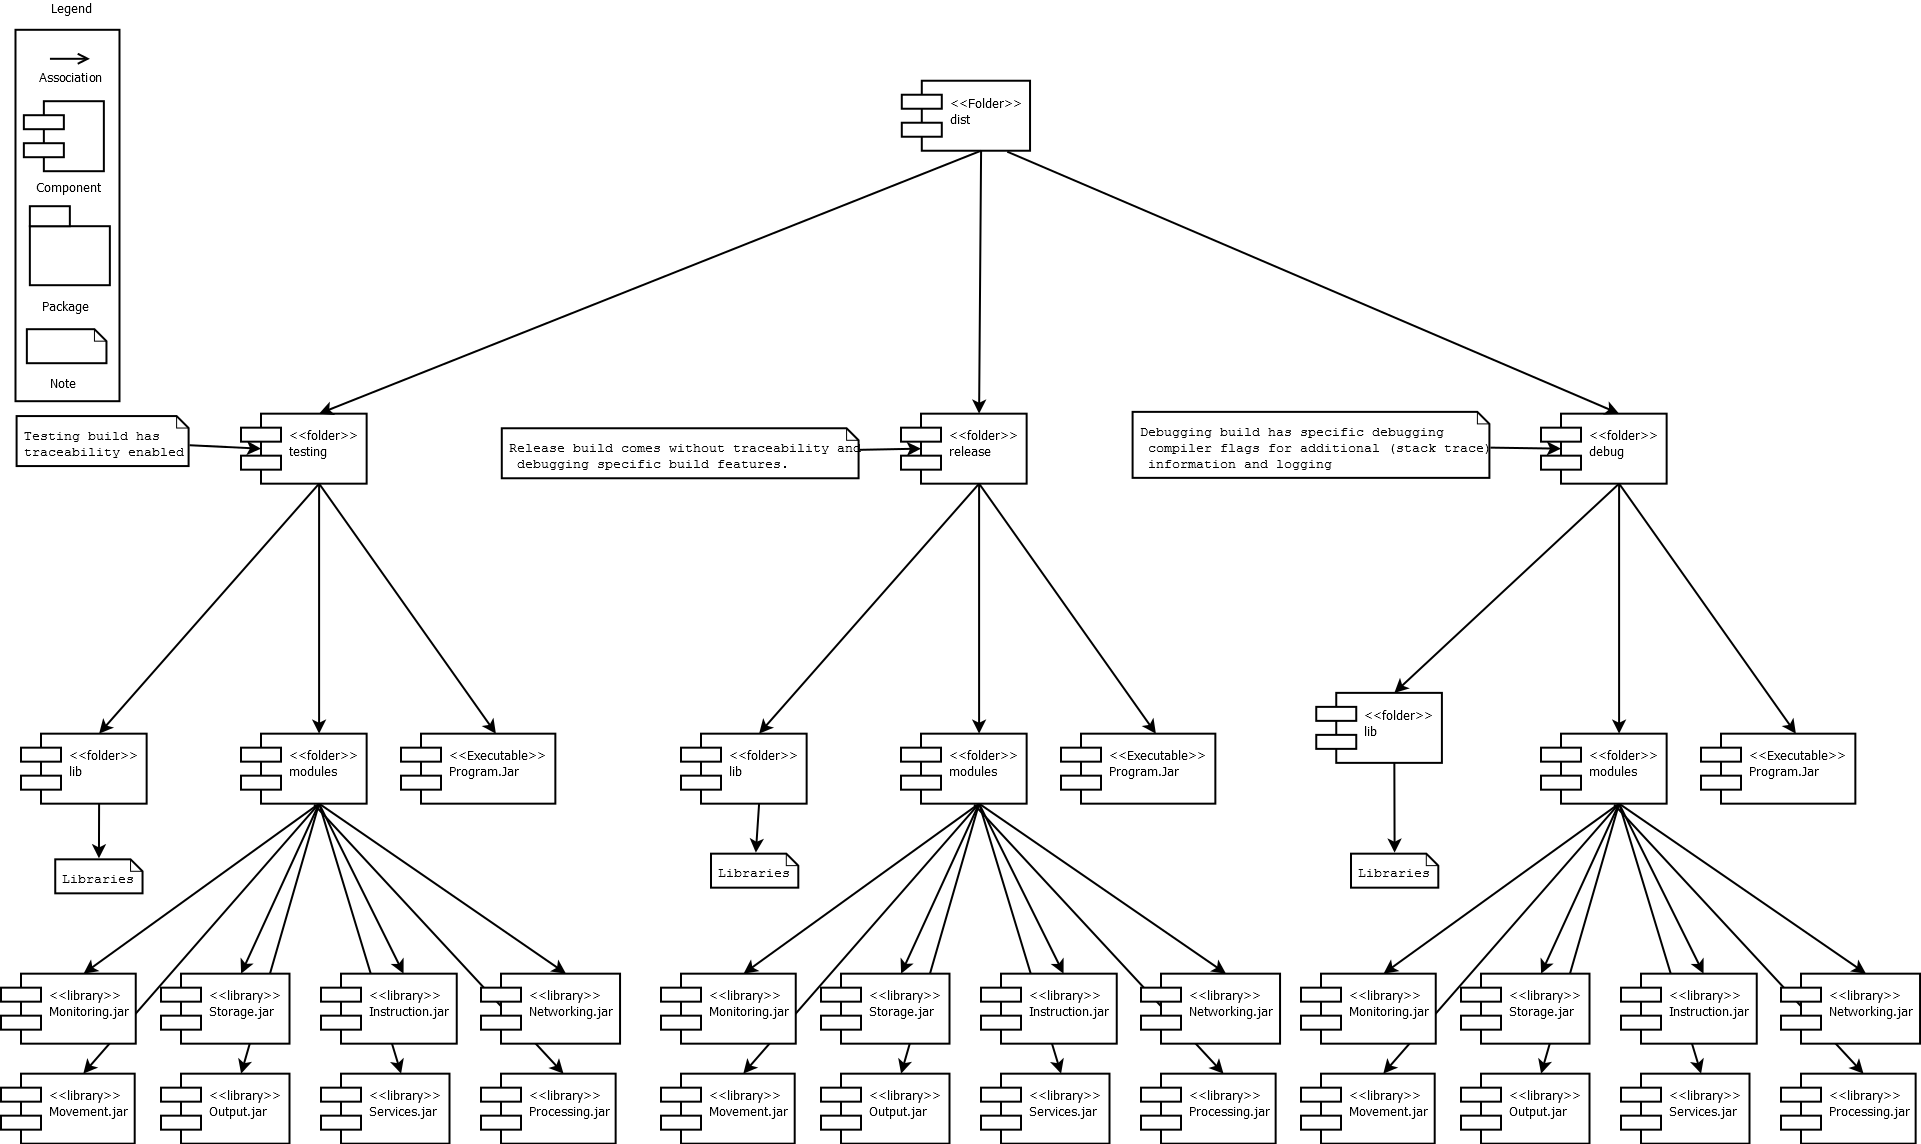 Legend
Association
Component
Package
Note
<<Folder>>
dist
Testing build has
traceability enabled
<<folder>>
testing
Release build comes without traceability and
debugging specific build features.
<<folder>>
release
Debugging build has specific debugging
compiler flags for additional (stack trace)
information and logging
<<folder>>
debug
<<folder>>
lib
<<folder>>
modules
<<Executable>>
Program.Jar
<<folder>>
lib
<<folder>>
modules
<<Executable>>
Program.Jar
<<folder>>
lib
<<folder>>
modules
<<Executable>>
Program.Jar
Libraries
Libraries
Libraries
<<library>>
Monitoring.jar
<<library>>
Storage.jar
<<library>>
Instruction.jar
<<library>>
Networking.jar
<<library>>
Monitoring.jar
<<library>>
Storage.jar
<<library>>
Instruction.jar
<<library>>
Networking.jar
<<library>>
Monitoring.jar
<<library>>
Storage.jar
<<library>>
Instruction.jar
<<library>>
Networking.jar
<<library>>
Movement.jar
<<library>>
Output.jar
<<library>>
Services.jar
<<library>>
Processing.jar
<<library>>
Movement.jar
<<library>>
Output.jar
<<library>>
Services.jar
<<library>>
Processing.jar
<<library>>
Movement.jar
<<library>>
Output.jar
<<library>>
Services.jar
<<library>>
Processing.jar